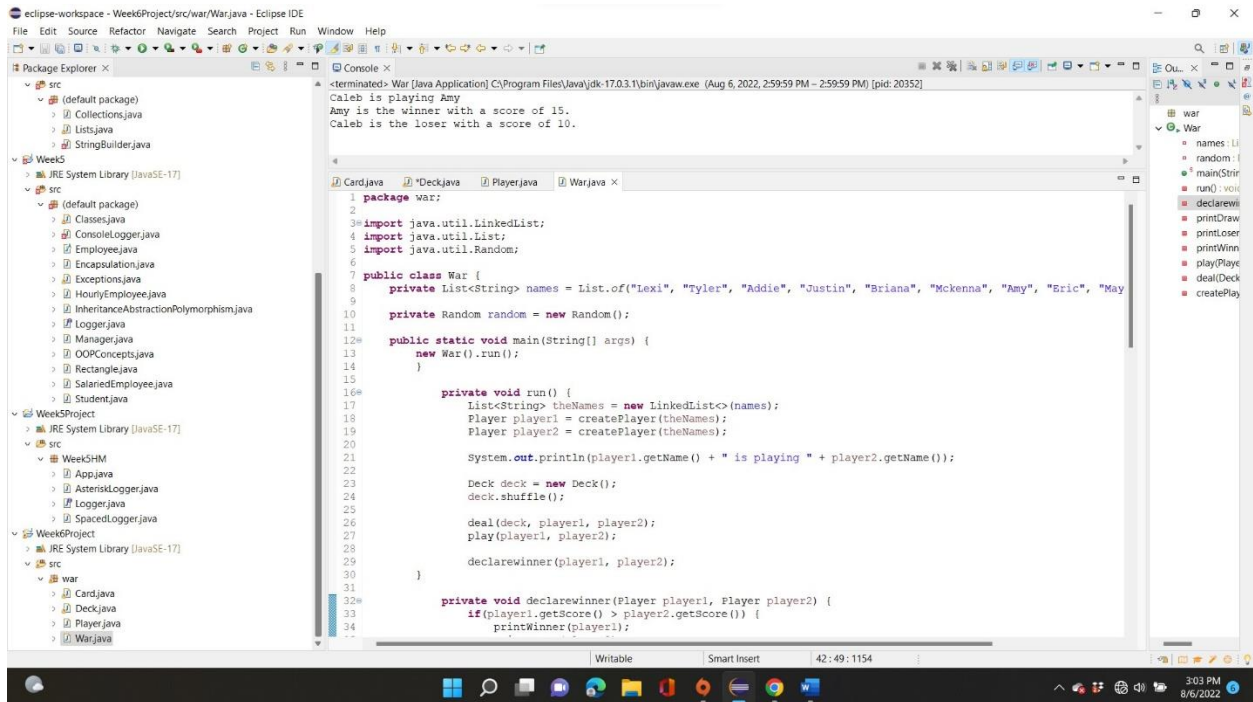 eclipse-workspace - Week6Project/src/war/War.java - Eclipse IDE
File Edit Source Refactor Navigate Search Project Run Window Help
Package Explorer
src
(default package)
Collections.java
Lists.java
StringBuilder.java
Week5
JRE System Library [JavaSE-17]
src
(default package)
Classes.java
ConsoleLogger.java
Employee.java
Encapsulation.java
Exceptions.java
HourlyEmployee.java
InheritanceAbstractionPolymorphism.java
Logger.java
Manager.java
OOPConcepts.java
Rectangle.java
SalariedEmployee.java
Student.java
Week5Project
JRE System Library [JavaSE-17]
src
Week5HM
App.java
AsteriskLogger.java
Logger.java
SpacedLogger.java
Week6Project
JRE System Library [JavaSE-17]
src
war
Card.java
Deck.java
Player.java
War.java
Console
<terminated> War [Java Application] C:\Program Files\Java\jdk-17.0.3.1\bin\javaw.exe (Aug 6, 2022, 2:59:59 PM – 2:59:59 PM) [pid: 20352]
Caleb is playing Amy
Amy is the winner with a score of 15.
Caleb is the loser with a score of 10.
Card.java *Deck.java Player.java War.java
1 package war;
2
3 import java.util.LinkedList;
4 import java.util.List;
5 import java.util.Random;
6
7 public class War {
8 private List<String> names = List.of("Lexi", "Tyler", "Addie", "Justin", "Briana", "Mckenna", "Amy", "Eric", "May
9
10 private Random random = new Random();
11
12 public static void main(String[] args) {
13 new War().run();
14 }
15
16 private void run() {
17 List<String> theNames = new LinkedList<>(names);
18 Player player1 = createPlayer(theNames);
19 Player player2 = createPlayer(theNames);
20
21 System.out.println(player1.getName() + " is playing " + player2.getName());
22
23 Deck deck = new Deck();
24 deck.shuffle();
25
26 deal(deck, player1, player2);
27 play(player1, player2);
28
29 declarewinner(player1, player2);
30 }
31
32 private void declarewinner(Player player1, Player player2) {
33 if(player1.getScore() > player2.getScore()) {
34 printWinner(player1);
Ou...
war
War
names : Li
random :
main(Strin
run() : void
declarewi
printDraw
printLoser
printWinn
play(Playe
deal(Deck
createPlay
Writable Smart Insert 42 : 49 : 1154
3:03 PM
8/6/2022
6